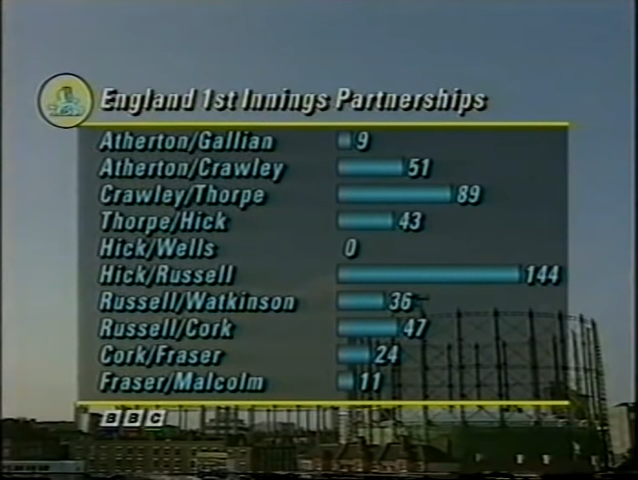 England 1st Innings Partnerships
Atherton/Gallian 9
Atherton/Crawley 51
Crawley/Thorpe 89
Thorpe/Hick 43
Hick/Wells 0
Hick/Russell 144
Russell/Watkinson 36
Russell/Cork 47
Cork/Fraser 24
Fraser/Malcolm 11
BBC